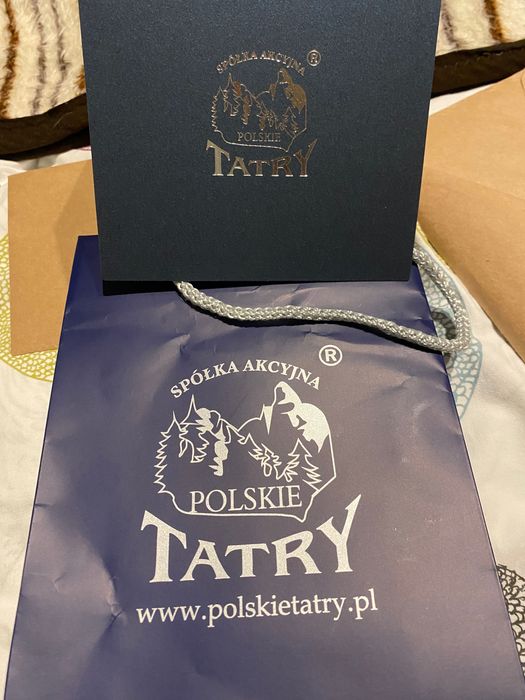 SPÓŁKA AKCYJNA ®
POLSKIE
TATRY
SPÓŁKA AKCYJNA ®
POLSKIE
TATRY
www.polskietatry.pl